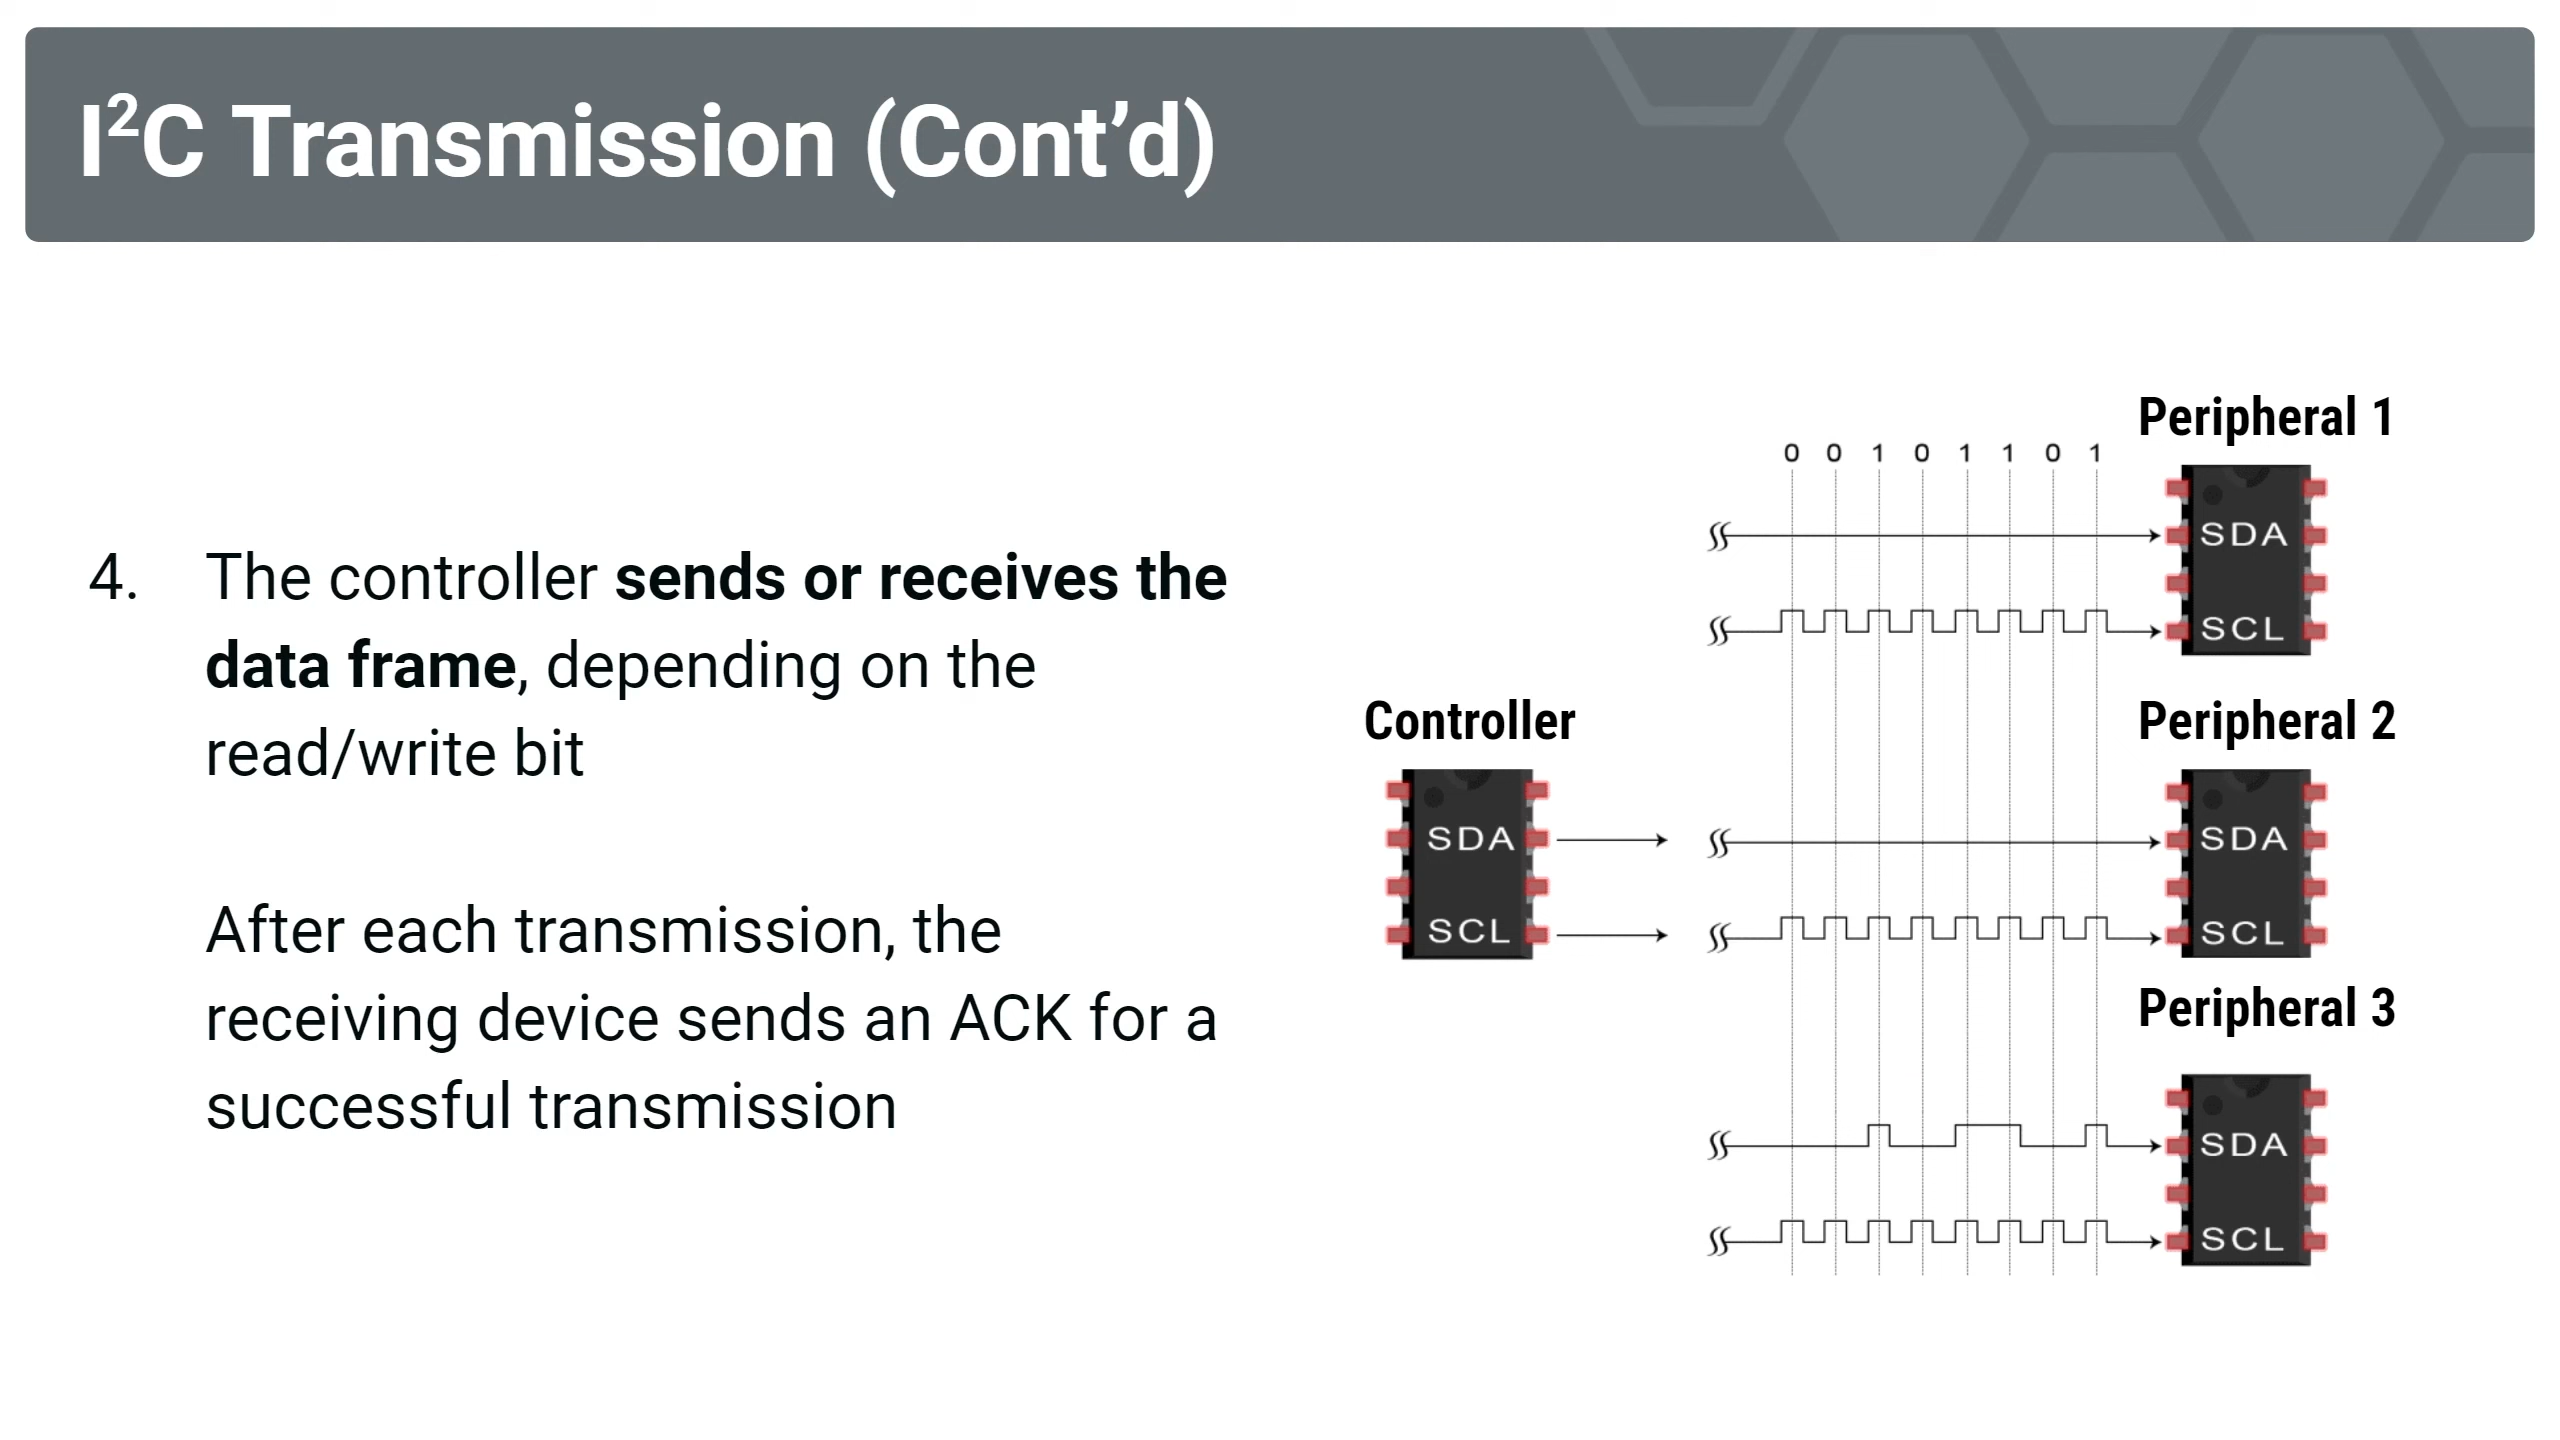 I²C Transmission (Cont’d)
4. The controller sends or receives the
data frame, depending on the
read/write bit
After each transmission, the
receiving device sends an ACK for a
successful transmission
Peripheral 1
0 0 1 0 1 1 0 1
SDA
SCL
Controller
SDA
SCL
Peripheral 2
SDA
SCL
Peripheral 3
SDA
SCL